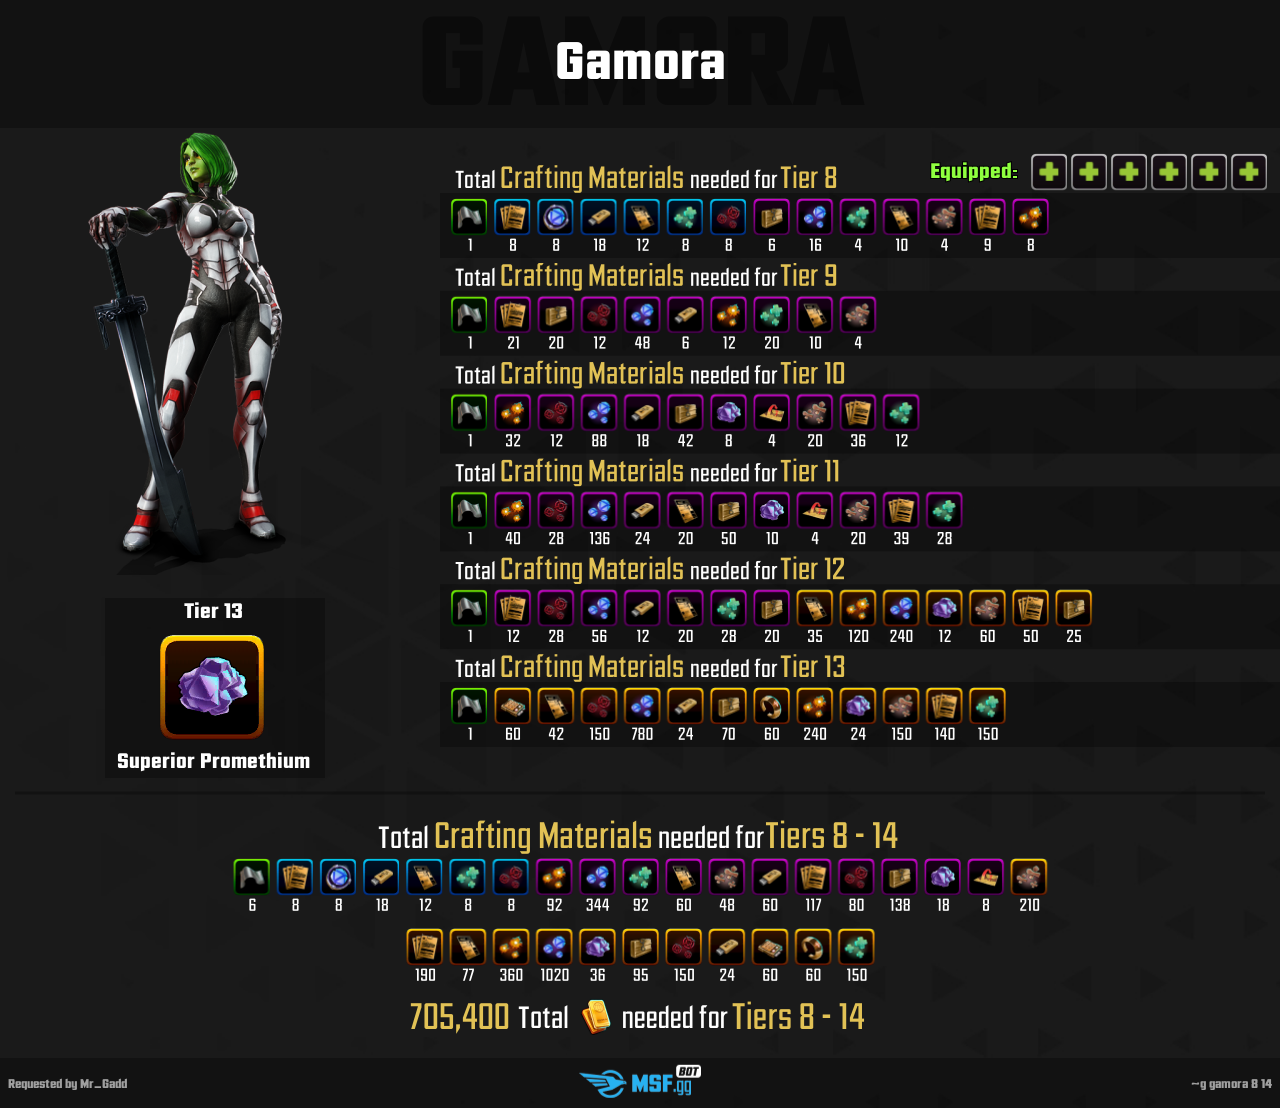 GAMORA
Gamora
Equipped:
Total Crafting Materials needed for Tier 8
1 8 8 18 12 8 8 6 16 4 10 4 9 8
Total Crafting Materials needed for Tier 9
1 21 20 12 48 6 12 20 10 4
Total Crafting Materials needed for Tier 10
1 32 12 88 18 42 8 4 20 36 12
Total Crafting Materials needed for Tier 11
1 40 28 136 24 20 50 10 4 20 39 28
Total Crafting Materials needed for Tier 12
1 12 28 56 12 20 28 20 35 120 240 12 60 50 25
Total Crafting Materials needed for Tier 13
1 60 42 150 780 24 70 60 240 24 150 140 150
Tier 13
Superior Promethium
Total Crafting Materials needed for Tiers 8 - 14
6 8 8 18 12 8 8 92 344 92 60 48 60 117 80 138 18 8 210
190 77 360 1020 36 95 150 24 60 60 150
705,400 Total needed for Tiers 8 - 14
Requested by Mr_Gadd
MSF.gg BOT
~g gamora 8 14